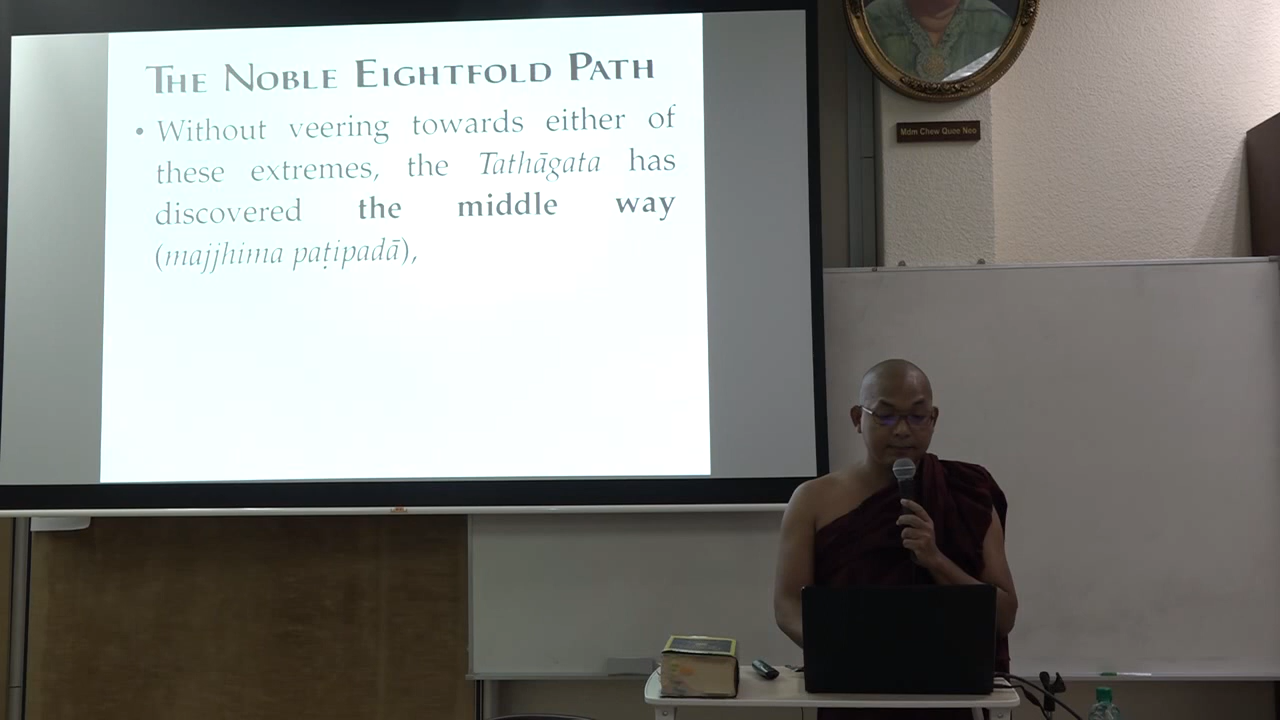 THE NOBLE EIGHTFOLD PATH
• Without veering towards either of
these extremes, the Tathāgata has
discovered the middle way
(majjhima paṭipadā),
Mdm Chew Quee Neo